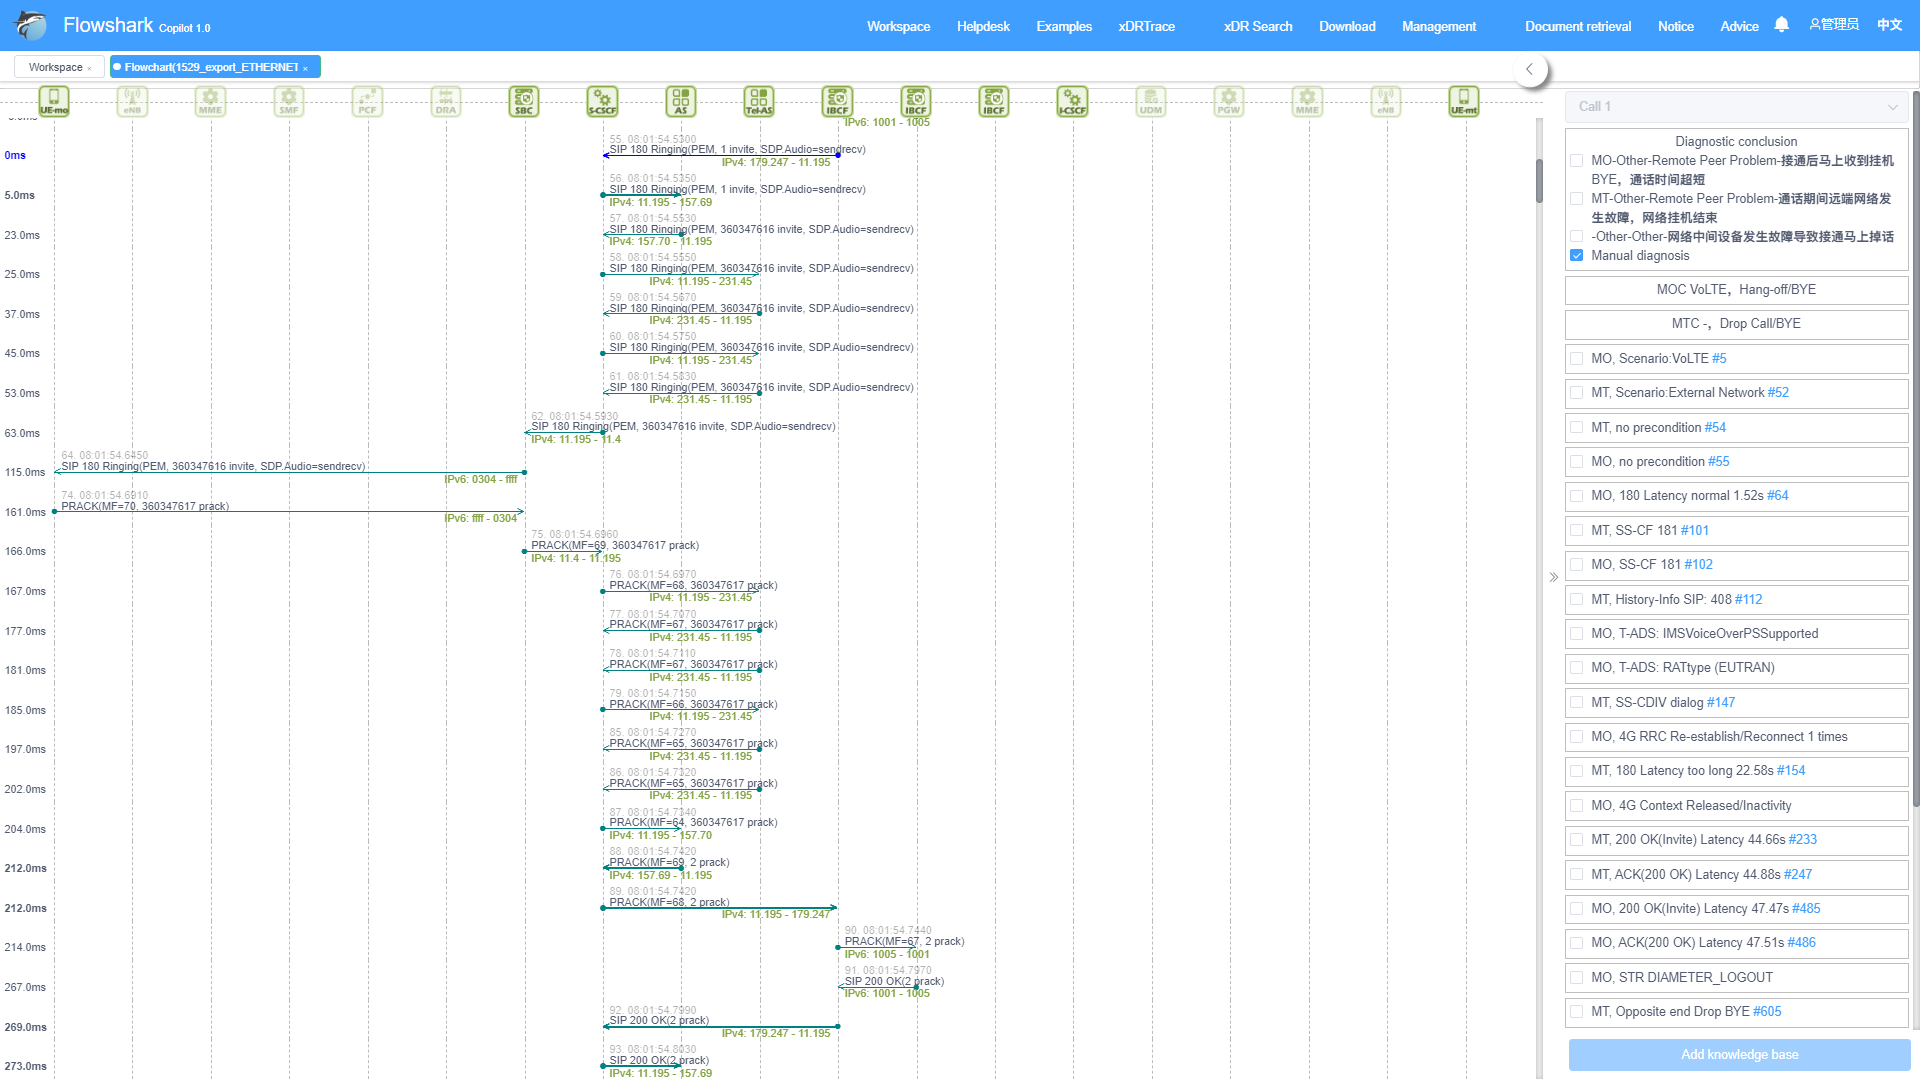 Flowshark Copilot 1.0
Workspace
Helpdesk
Examples
xDRTrace
xDR Search
Download
Management
Document retrieval
Notice
Advice
管理员
中文
Workspace ×
Flowchart(1529_export_ETHERNET ×
UE-mo
eNB
MME
SMF
PCF
DRA
SBC
S-CSCF
AS
Tel-AS
IBCF
IBCF
IBCF
I-CSCF
UDM
PGW
MME
eNB
UE-mt
IPv6: 1001 - 1005
55. 08:01:54.5300
0ms
SIP 180 Ringing(PEM, 1 invite, SDP.Audio=sendrecv)
IPv4: 179.247 - 11.195
56. 08:01:54.5350
5.0ms
SIP 180 Ringing(PEM, 1 invite, SDP.Audio=sendrecv)
IPv4: 11.195 - 157.69
57. 08:01:54.5530
23.0ms
SIP 180 Ringing(PEM, 360347616 invite, SDP.Audio=sendrecv)
IPv4: 157.70 - 11.195
58. 08:01:54.5550
25.0ms
SIP 180 Ringing(PEM, 360347616 invite, SDP.Audio=sendrecv)
IPv4: 11.195 - 231.45
59. 08:01:54.5670
37.0ms
SIP 180 Ringing(PEM, 360347616 invite, SDP.Audio=sendrecv)
IPv4: 231.45 - 11.195
60. 08:01:54.5750
45.0ms
SIP 180 Ringing(PEM, 360347616 invite, SDP.Audio=sendrecv)
IPv4: 11.195 - 231.45
61. 08:01:54.5830
53.0ms
SIP 180 Ringing(PEM, 360347616 invite, SDP.Audio=sendrecv)
IPv4: 231.45 - 11.195
62. 08:01:54.5930
63.0ms
SIP 180 Ringing(PEM, 360347616 invite, SDP.Audio=sendrecv)
IPv4: 11.195 - 11.4
64. 08:01:54.6450
115.0ms
SIP 180 Ringing(PEM, 360347616 invite, SDP.Audio=sendrecv)
IPv6: 0304 - ffff
74. 08:01:54.6910
161.0ms
PRACK(MF=70, 360347617 prack)
IPv6: ffff - 0304
75. 08:01:54.6960
166.0ms
PRACK(MF=69, 360347617 prack)
IPv4: 11.4 - 11.195
76. 08:01:54.6970
167.0ms
PRACK(MF=68, 360347617 prack)
IPv4: 11.195 - 231.45
77. 08:01:54.7070
177.0ms
PRACK(MF=67, 360347617 prack)
IPv4: 231.45 - 11.195
78. 08:01:54.7110
181.0ms
PRACK(MF=67, 360347617 prack)
IPv4: 231.45 - 11.195
79. 08:01:54.7150
185.0ms
PRACK(MF=66, 360347617 prack)
IPv4: 11.195 - 231.45
85. 08:01:54.7270
197.0ms
PRACK(MF=65, 360347617 prack)
IPv4: 231.45 - 11.195
86. 08:01:54.7320
202.0ms
PRACK(MF=65, 360347617 prack)
IPv4: 231.45 - 11.195
87. 08:01:54.7340
204.0ms
PRACK(MF=64, 360347617 prack)
IPv4: 11.195 - 157.70
88. 08:01:54.7420
212.0ms
PRACK(MF=69, 2 prack)
IPv4: 157.69 - 11.195
89. 08:01:54.7420
212.0ms
PRACK(MF=68, 2 prack)
IPv4: 11.195 - 179.247
90. 08:01:54.7440
214.0ms
PRACK(MF=67, 2 prack)
IPv6: 1005 - 1001
91. 08:01:54.7970
267.0ms
SIP 200 OK(2 prack)
IPv6: 1001 - 1005
92. 08:01:54.7990
269.0ms
SIP 200 OK(2 prack)
IPv4: 179.247 - 11.195
93. 08:01:54.8030
273.0ms
SIP 200 OK(2 prack)
IPv4: 11.195 - 157.69
Call 1
Diagnostic conclusion
MO-Other-Remote Peer Problem-接通后马上收到挂机
BYE，通话时间超短
MT-Other-Remote Peer Problem-通话期间远端网络发
生故障，网络挂机结束
-Other-Other-网络中间设备发生故障导致接通马上掉话
Manual diagnosis
MOC VoLTE，Hang-off/BYE
MTC -，Drop Call/BYE
MO, Scenario:VoLTE #5
MT, Scenario:External Network #52
MT, no precondition #54
MO, no precondition #55
MO, 180 Latency normal 1.52s #64
MT, SS-CF 181 #101
MO, SS-CF 181 #102
MT, History-Info SIP: 408 #112
MO, T-ADS: IMSVoiceOverPSSupported
MO, T-ADS: RATtype (EUTRAN)
MT, SS-CDIV dialog #147
MO, 4G RRC Re-establish/Reconnect 1 times
MT, 180 Latency too long 22.58s #154
MO, 4G Context Released/Inactivity
MT, 200 OK(Invite) Latency 44.66s #233
MT, ACK(200 OK) Latency 44.88s #247
MO, 200 OK(Invite) Latency 47.47s #485
MO, ACK(200 OK) Latency 47.51s #486
MO, STR DIAMETER_LOGOUT
MT, Opposite end Drop BYE #605
Add knowledge base